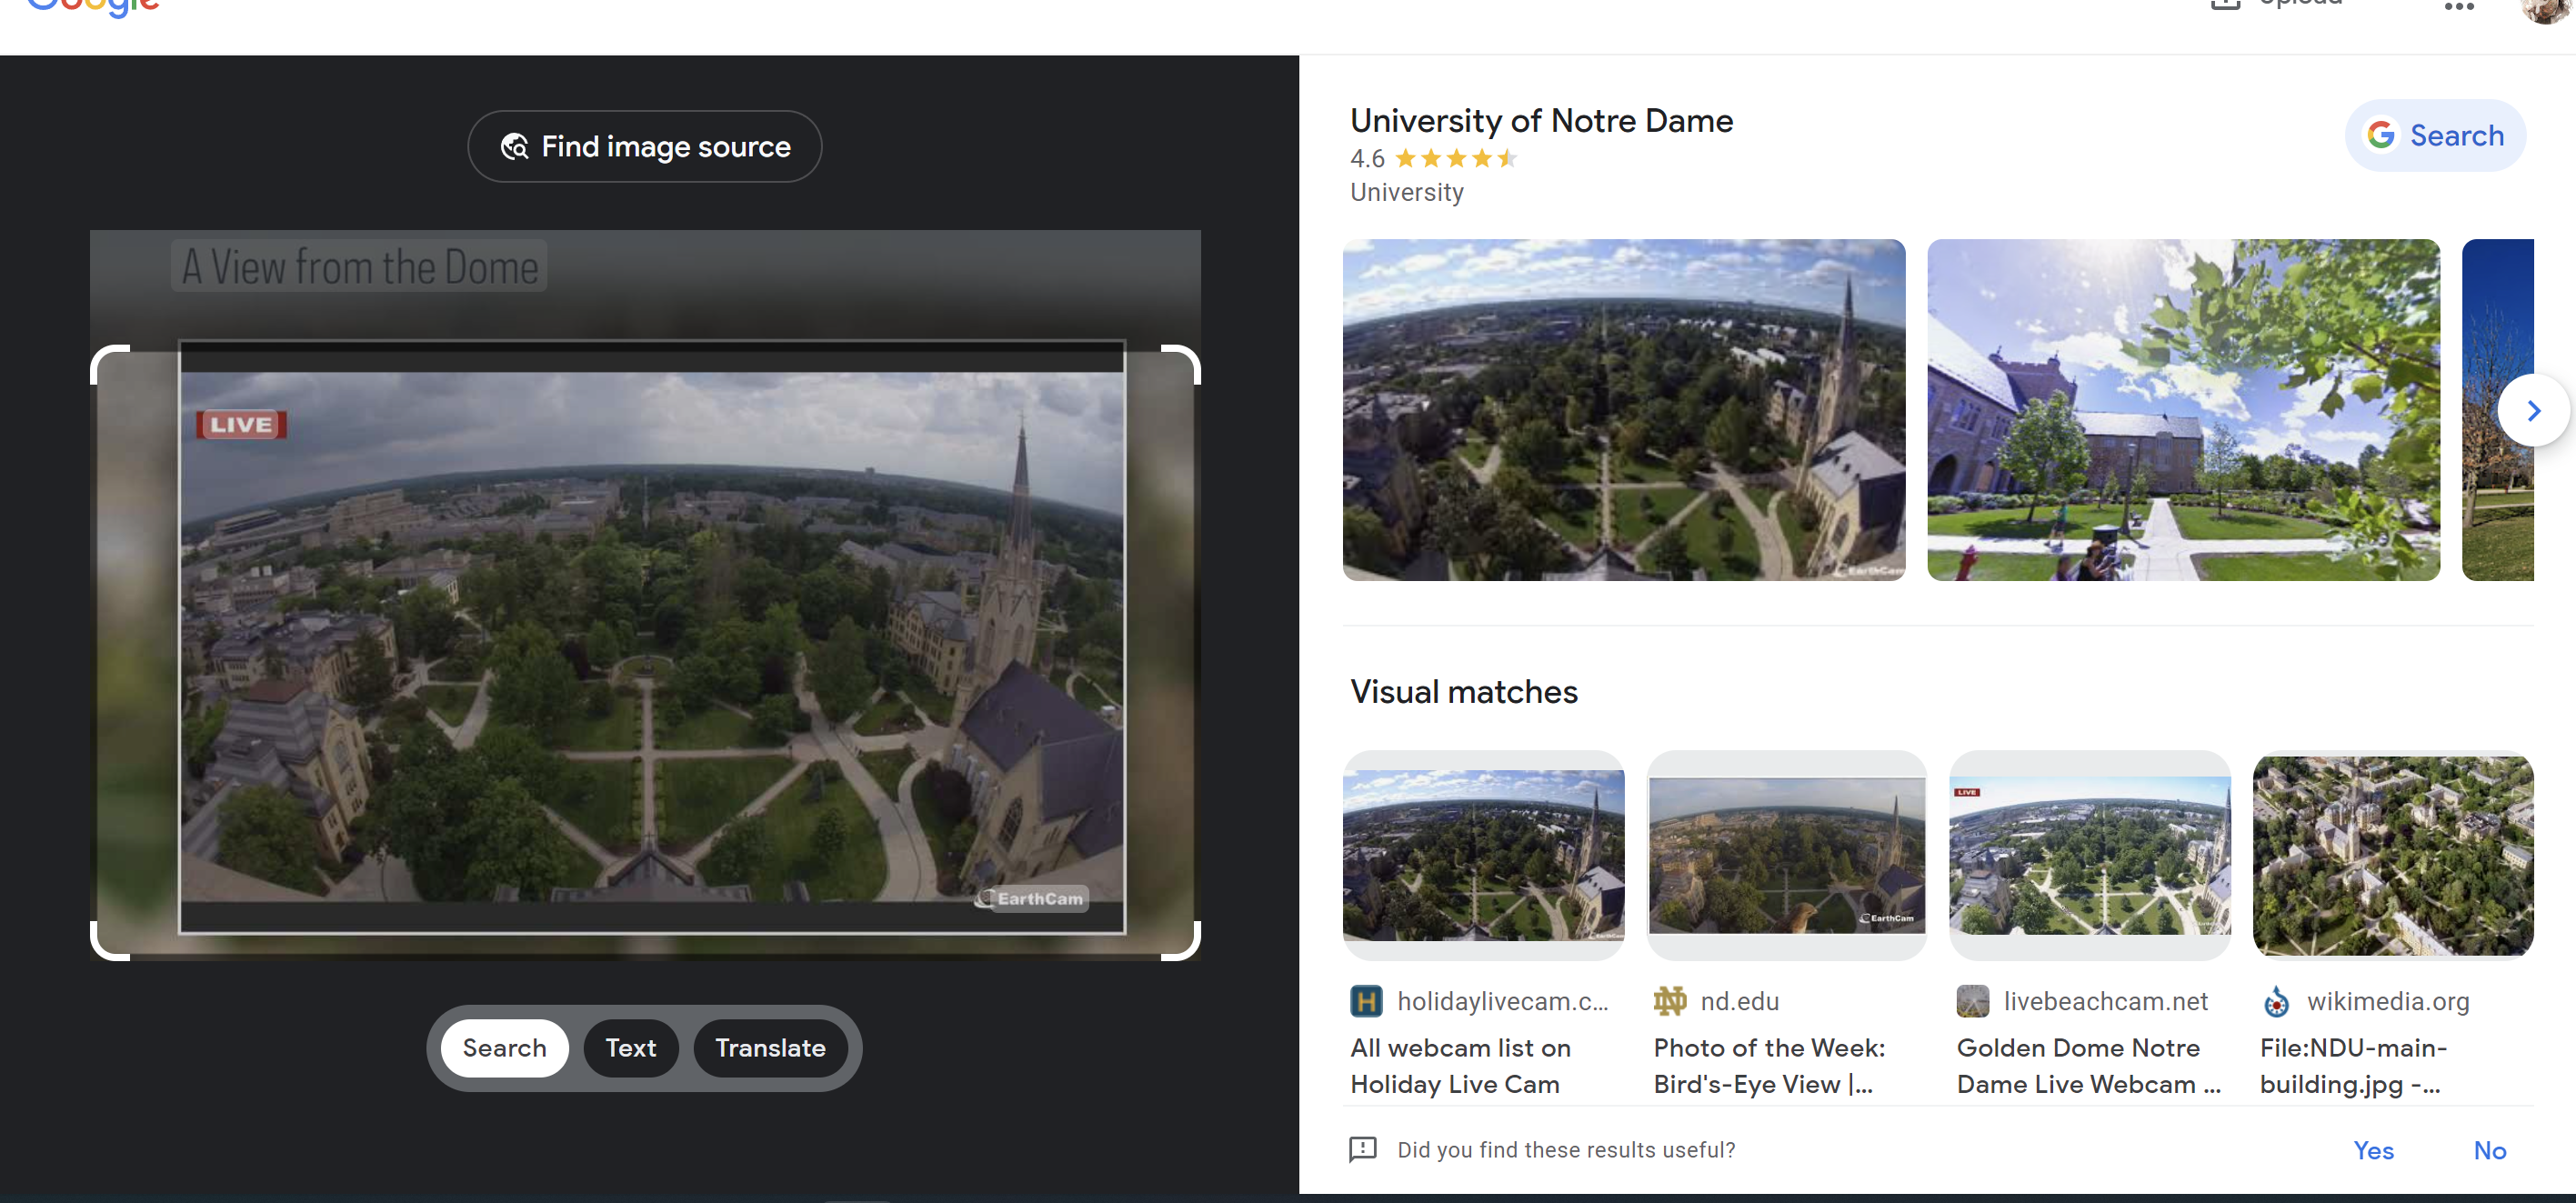 Google
Upload
Find image source
A View from the Dome
LIVE
EarthCam
Search
Text
Translate
University of Notre Dame
4.6
University
Search
EarthCam
Visual matches
LIVE
EarthCam
holidaylivecam.c...
All webcam list on
Holiday Live Cam
nd.edu
Photo of the Week:
Bird's-Eye View |...
livebeachcam.net
Golden Dome Notre
Dame Live Webcam ...
wikimedia.org
File:NDU-main-
building.jpg -...
Did you find these results useful?
Yes
No